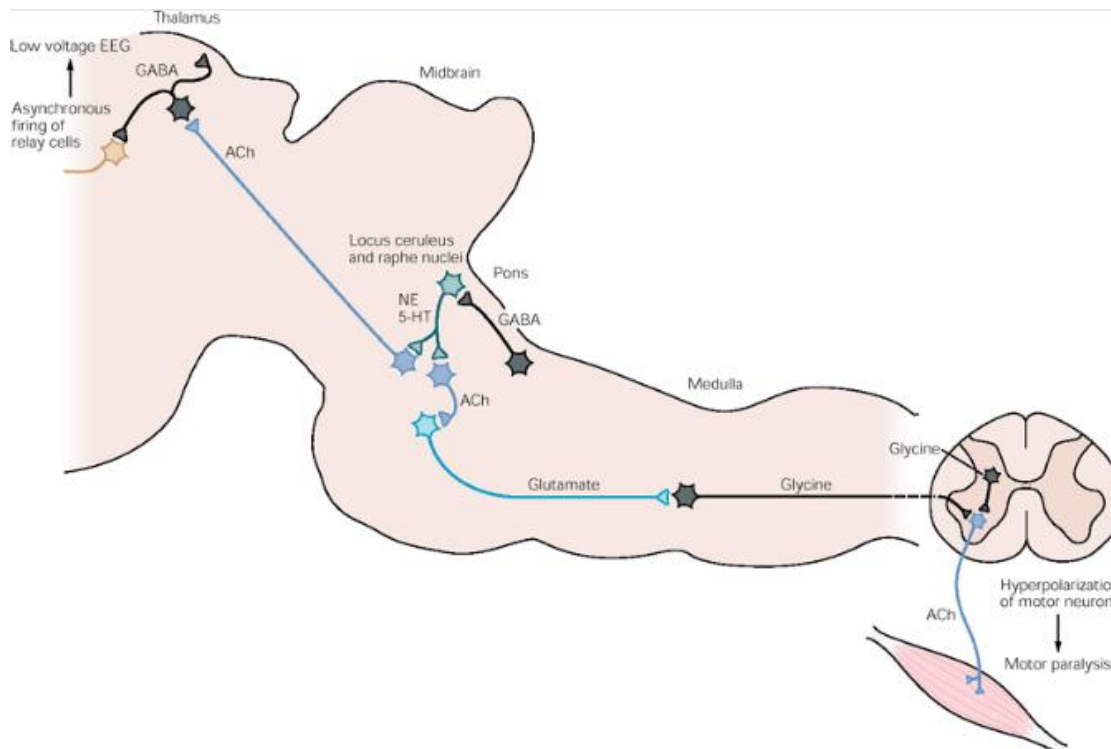 Thalamus
Low voltage EEG
GABA
Midbrain
Asynchronous
firing of
relay cells
ACh
Locus ceruleus
and raphe nuclei
Pons
NE
5-HT
GABA
Medulla
ACh
Glycine
Glutamate
Glycine
Hyperpolarizatio
of motor neuron
ACh
Motor paralysis